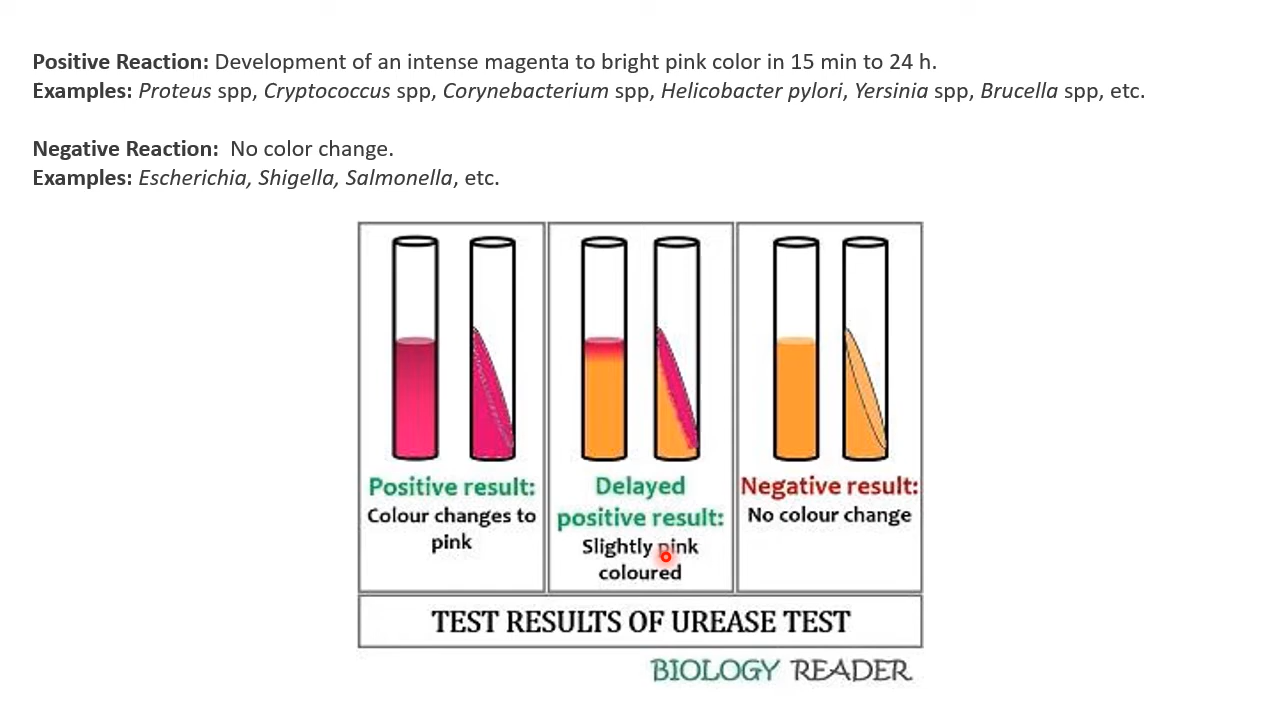 Positive Reaction: Development of an intense magenta to bright pink color in 15 min to 24 h.
Examples: Proteus spp, Cryptococcus spp, Corynebacterium spp, Helicobacter pylori, Yersinia spp, Brucella spp, etc.
Negative Reaction:  No color change.
Examples: Escherichia, Shigella, Salmonella, etc.
Positive result:
Colour changes to
pink
Delayed
positive result:
Slightly pink
coloured
Negative result:
No colour change
TEST RESULTS OF UREASE TEST
BIOLOGY READER